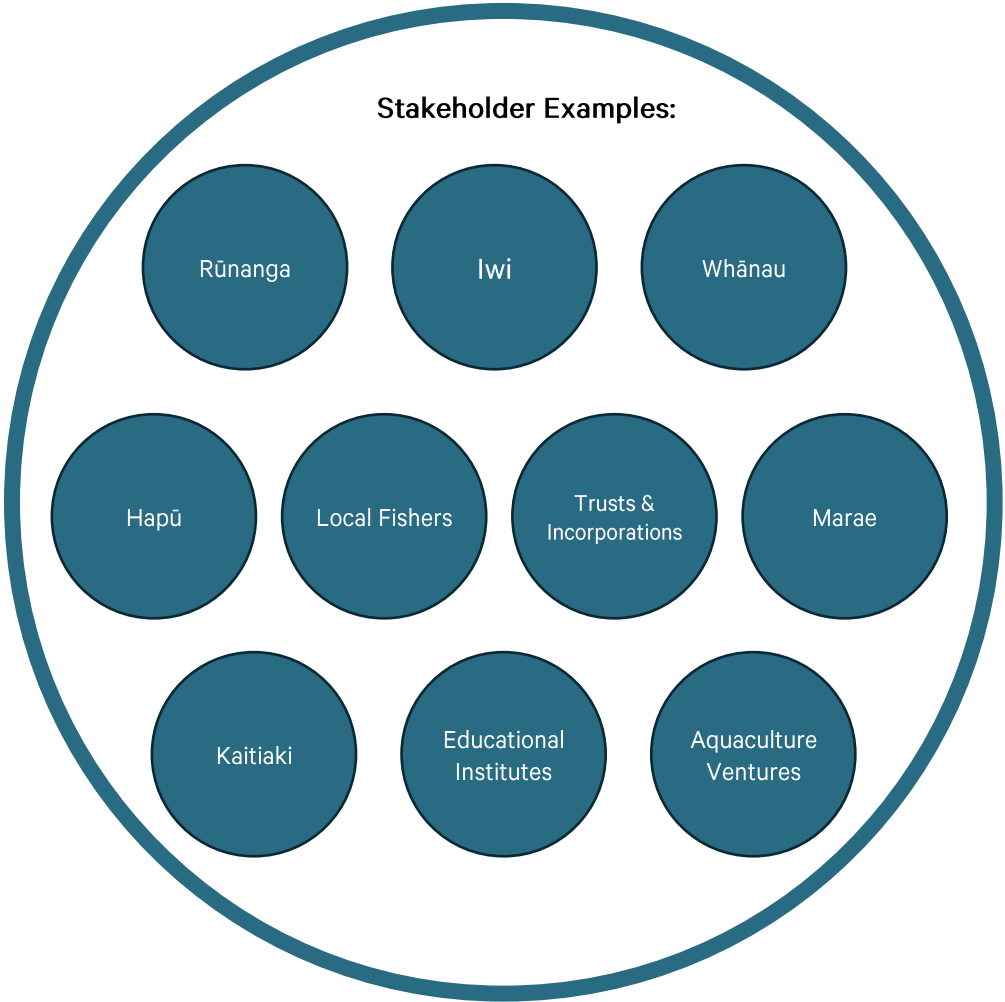 Stakeholder Examples:
Rūnanga
Iwi
Whānau
Hapū
Local Fishers
Trusts &
Incorporations
Marae
Kaitiaki
Educational
Institutes
Aquaculture
Ventures